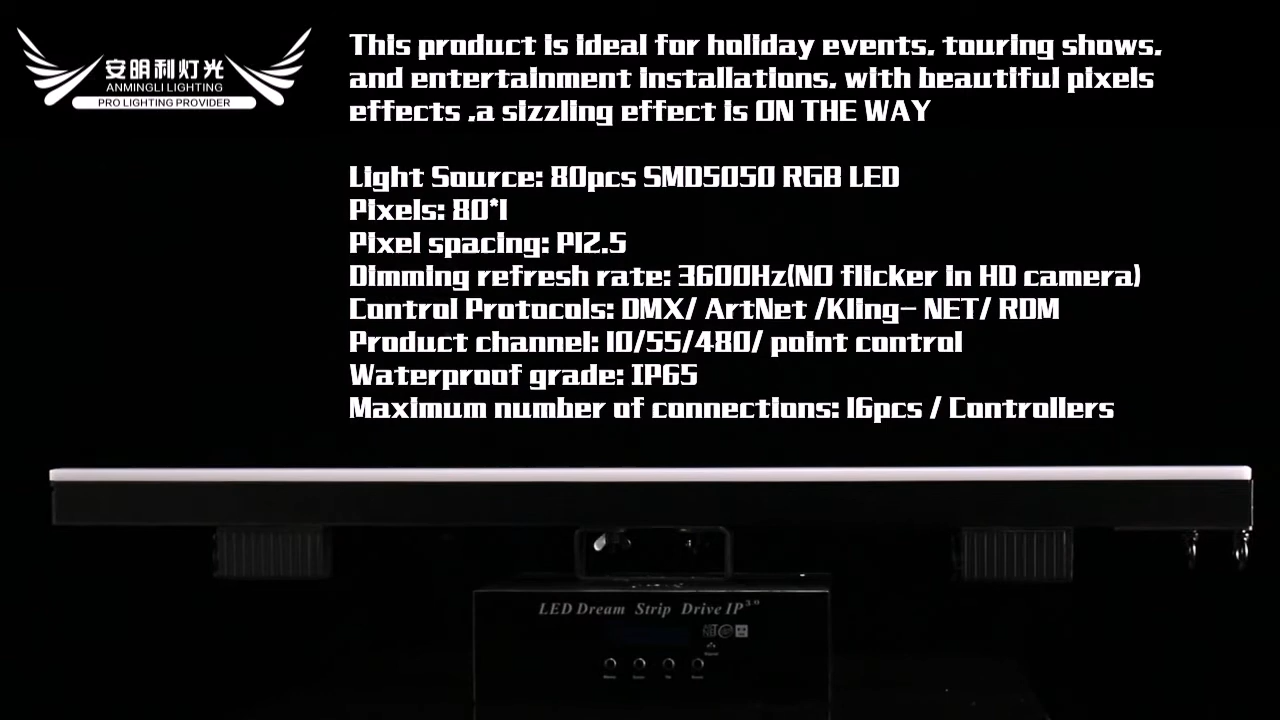 安明利灯光
ANMINGLI LIGHTING
PRO LIGHTING PROVIDER
This product is ideal for holiday events, touring shows,
and entertainment installations, with beautiful pixels
effects ,a sizzling effect is ON THE WAY
Light Source: 80pcs SMD5050 RGB LED
Pixels: 80*1
Pixel spacing: P12.5
Dimming refresh rate: 3600Hz(NO flicker in HD camera)
Control Protocols: DMX/ ArtNet /Kling- NET/ RDM
Product channel: 10/55/480/ point control
Waterproof grade: IP65
Maximum number of connections: 16pcs / Controllers
LED Dream Strip Drive IP3.0